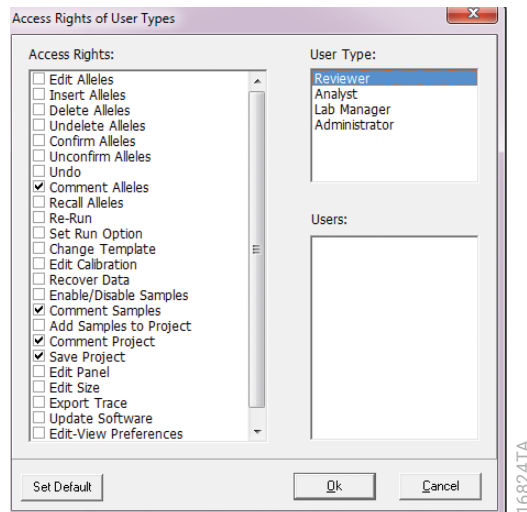 Access Rights of User Types
x
Access Rights:
Edit Alleles
Insert Alleles
Delete Alleles
Undelete Alleles
Confirm Alleles
Unconfirm Alleles
Undo
Comment Alleles
Recall Alleles
Re-Run
Set Run Option
Change Template
Edit Calibration
Recover Data
Enable/Disable Samples
Comment Samples
Add Samples to Project
Comment Project
Save Project
Edit Panel
Edit Size
Export Trace
Update Software
Edit-View Preferences
User Type:
Reviewer
Analyst
Lab Manager
Administrator
Users:
Set Default
Ok
Cancel
16824TA